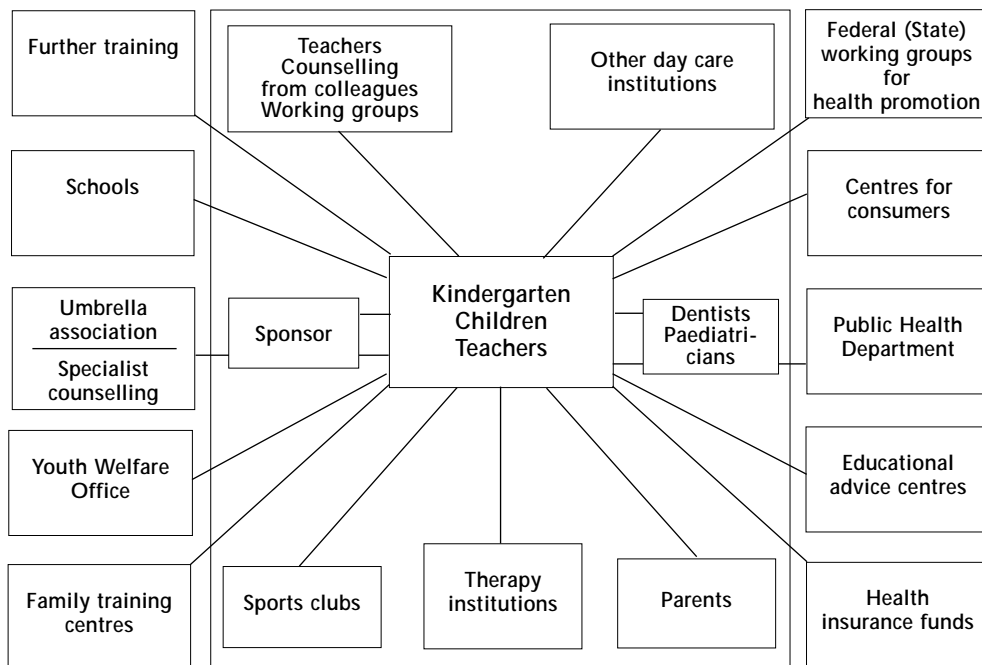 Further training
Teachers
Counselling
from colleagues
Working groups
Other day care
institutions
Federal (State)
working groups
for
health promotion
Schools
Centres for
consumers
Kindergarten
Children
Teachers
Umbrella
association
Specialist
counselling
Sponsor
Dentists
Paediatri-
cians
Public Health
Department
Youth Welfare
Office
Educational
advice centres
Family training
centres
Sports clubs
Therapy
institutions
Parents
Health
insurance funds